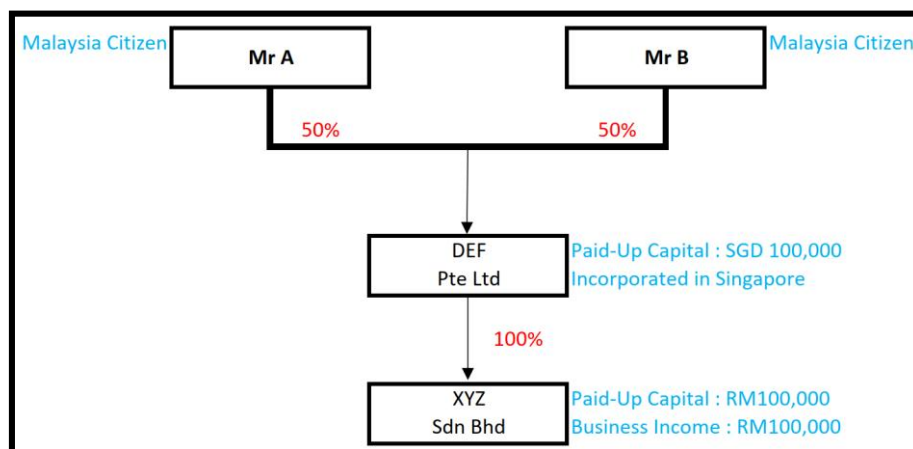 Malaysia Citizen
Mr A
Mr B
Malaysia Citizen
50%
50%
DEF
Pte Ltd
Paid-Up Capital : SGD 100,000
Incorporated in Singapore
100%
XYZ
Sdn Bhd
Paid-Up Capital : RM100,000
Business Income : RM100,000